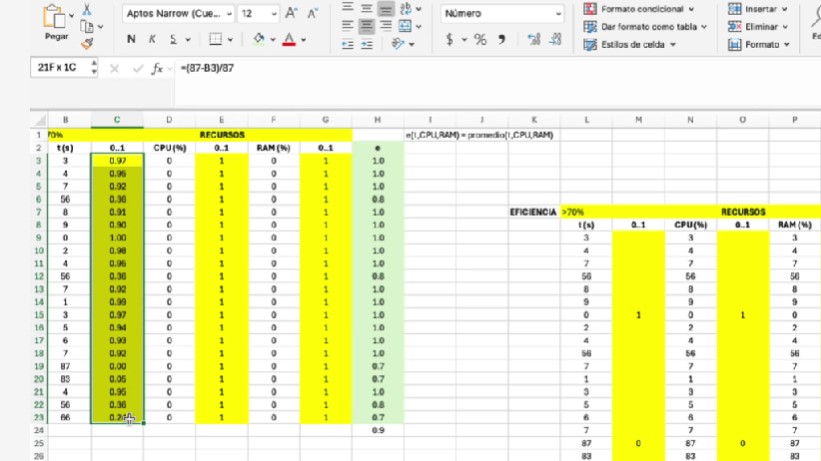 Aptos Narrow (Cue... 12 A A Número Formato condicional Insertar
Pegar Dar formato como tabla Eliminar
N K S A $ % Estilos de celda Formato
21F x 1C fx =(87-B3)/87
B C D E F G H I J K L M N O P
1 70% RECURSOS e(t,CPU,RAM) = promedio(t,CPU,RAM)
2 t(s) 0..1 CPU(%) 0..1 RAM(%) 0..1 e
3 3 0.97 0 1 0 1 1.0
4 4 0.95 0 1 0 1 1.0
5 7 0.92 0 1 0 1 1.0
6 56 0.36 0 1 0 1 0.8
7 8 0.91 0 1 0 1 1.0 EFICIENCIA >70% RECURSOS
8 9 0.90 0 1 0 1 1.0 t(s) 0..1 CPU(%) 0..1 RAM (%)
9 0 1.00 0 1 0 1 1.0 3 3 3
10 2 0.98 0 1 0 1 1.0 4 4 4
11 4 0.95 0 1 0 1 1.0 7 7 7
12 56 0.36 0 1 0 1 0.8 56 56 56
13 7 0.92 0 1 0 1 1.0 8 8 8
14 1 0.99 0 1 0 1 1.0 9 9 9
15 3 0.97 0 1 0 1 1.0 0 1 0 1 0
16 5 0.94 0 1 0 1 1.0 2 2 2
17 6 0.93 0 1 0 1 1.0 4 4 4
18 7 0.92 0 1 0 1 1.0 56 56 56
19 87 0.00 0 1 0 1 0.7 7 7 7
20 83 0.05 0 1 0 1 0.7 1 1 1
21 4 0.95 0 1 0 1 1.0 3 3 3
22 56 0.36 0 1 0 1 0.8 5 5 5
23 66 0 1 0 1 0.7 6 6 6
24 0.9 7 7 7
25 87 0 87 0 87
26 83 83 83